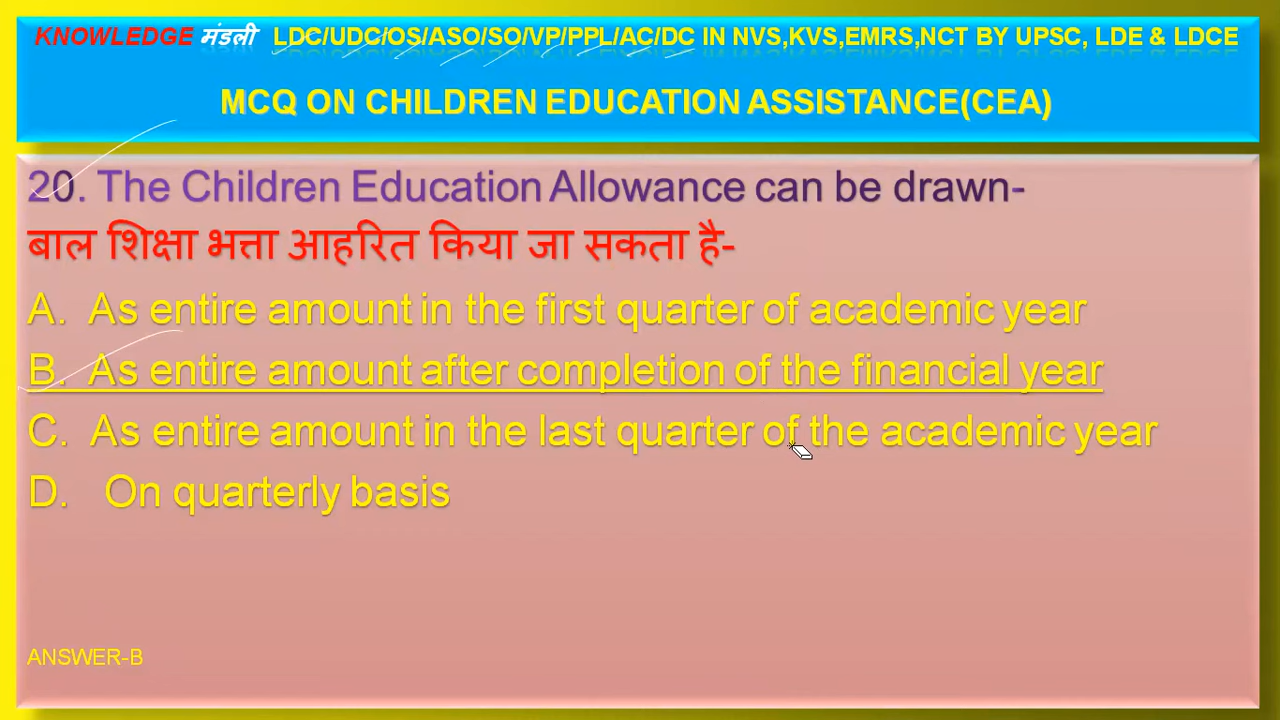 KNOWLEDGE मंडली LDC/UDC/OS/ASO/SO/VP/PPL/AC/DC IN NVS,KVS,EMRS,NCT BY UPSC, LDE & LDCE
MCQ ON CHILDREN EDUCATION ASSISTANCE(CEA)
20. The Children Education Allowance can be drawn-
बाल शिक्षा भत्ता आहरित किया जा सकता है-
A. As entire amount in the first quarter of academic year
B. As entire amount after completion of the financial year
C. As entire amount in the last quarter of the academic year
D. On quarterly basis
ANSWER-B